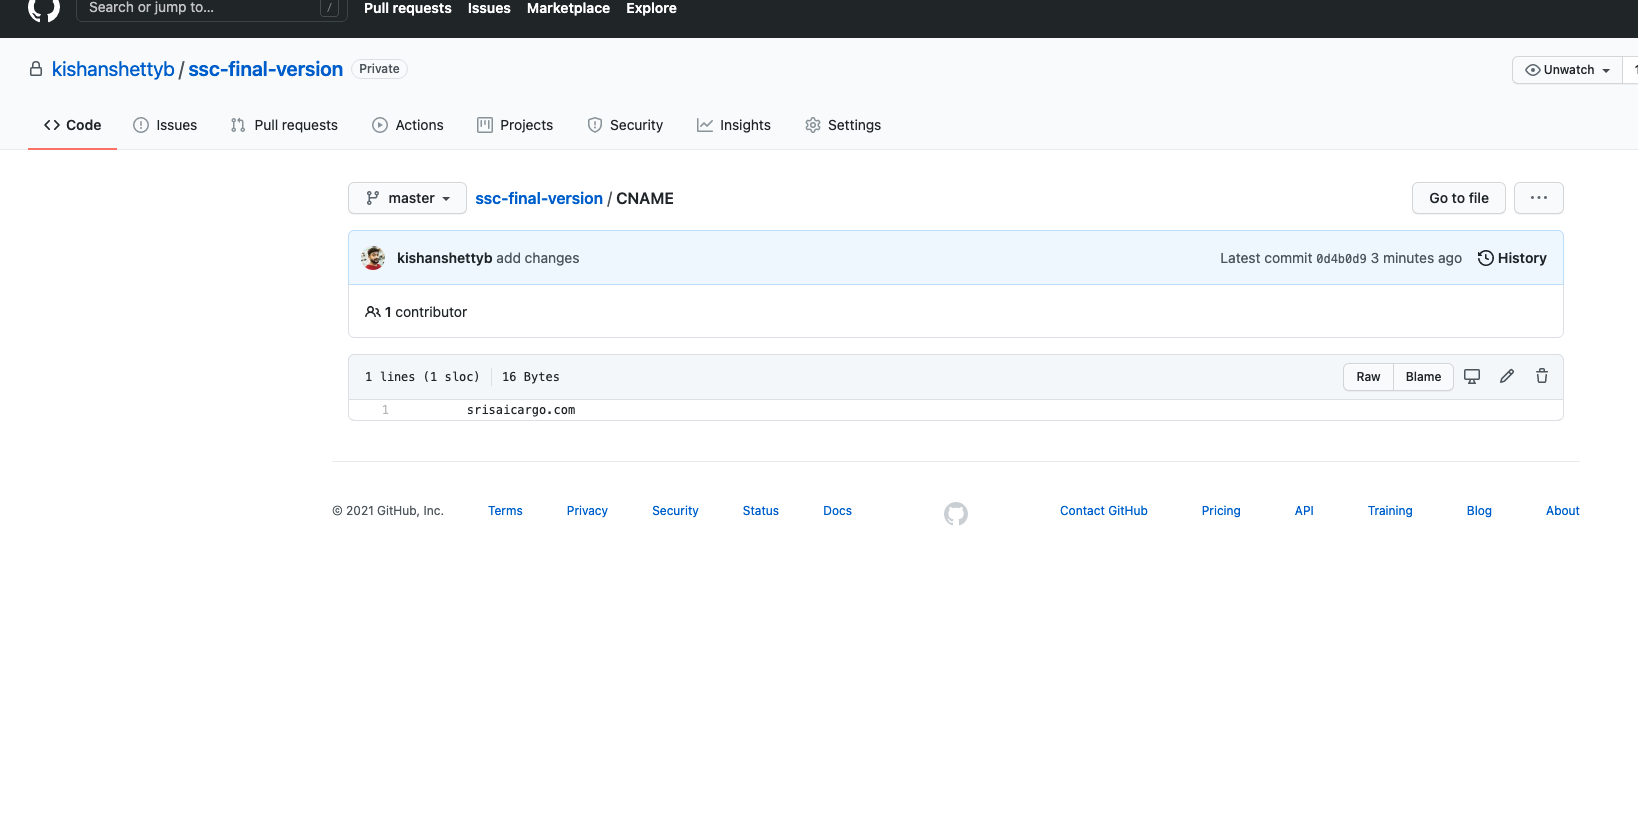 Search or jump to... / Pull requests Issues Marketplace Explore
kishanshettyb / ssc-final-version Private Unwatch 1
Code Issues Pull requests Actions Projects Security Insights Settings
master ssc-final-version / CNAME Go to file ...
kishanshettyb add changes Latest commit 0d4b0d9 3 minutes ago History
1 contributor
1 lines (1 sloc) 16 Bytes Raw Blame
1 srisaicargo.com
© 2021 GitHub, Inc. Terms Privacy Security Status Docs Contact GitHub Pricing API Training Blog About